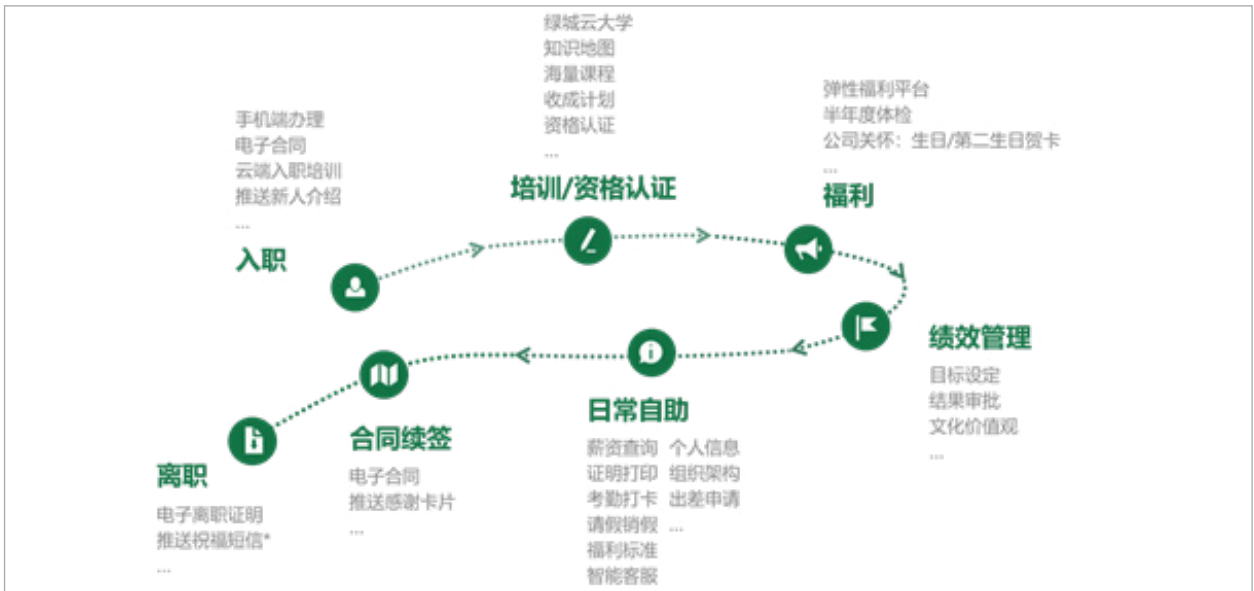 绿城云大学
知识地图
海量课程
收成计划
资格认证
...
培训/资格认证
手机端办理
电子合同
云端入职培训
推送新人介绍
...
入职
弹性福利平台
半年度体检
公司关怀：生日/第二生日贺卡
...
福利
绩效管理
目标设定
结果审批
文化价值观
...
日常自助
薪资查询 个人信息
证明打印 组织架构
考勤打卡 出差申请
请假销假 ...
福利标准
智能客服
合同续签
电子合同
推送感谢卡片
...
离职
电子离职证明
推送祝福短信*
...